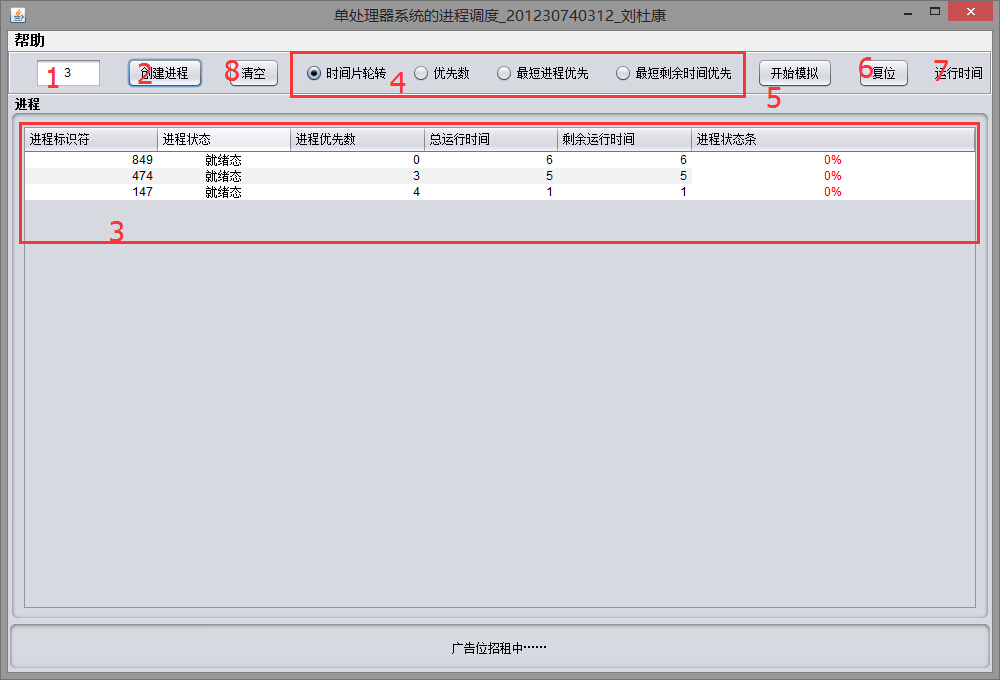 单处理器系统的进程调度_201230740312_刘杜康
帮助
1 3 2 创建进程 8 清空 时间片轮转 4 优先数 最短进程优先 最短剩余时间优先 开始模拟 5 6 复位 7 运行时间
进程
进程标识符 进程状态 进程优先数 总运行时间 剩余运行时间 进程状态条
849 就绪态 0 6 6 0%
474 就绪态 3 5 5 0%
147 就绪态 4 1 1 0%
3
广告位招租中······